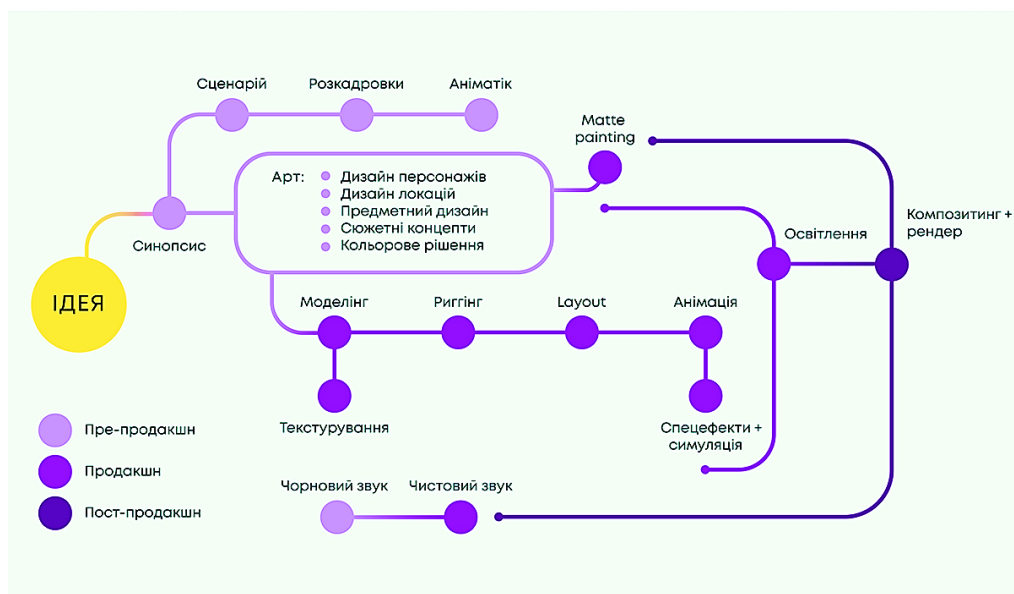 Сценарій
Розкадровки
Аніматік
Matte
painting
Арт:
Дизайн персонажів
Дизайн локацій
Предметний дизайн
Сюжетні концепти
Кольорове рішення
Синопсис
ІДЕЯ
Освітлення
Композитинг +
рендер
Моделінг
Риггінг
Layout
Анімація
Текстурування
Спецефекти +
симуляція
Чорновий звук
Чистовий звук
Пре-продакшн
Продакшн
Пост-продакшн